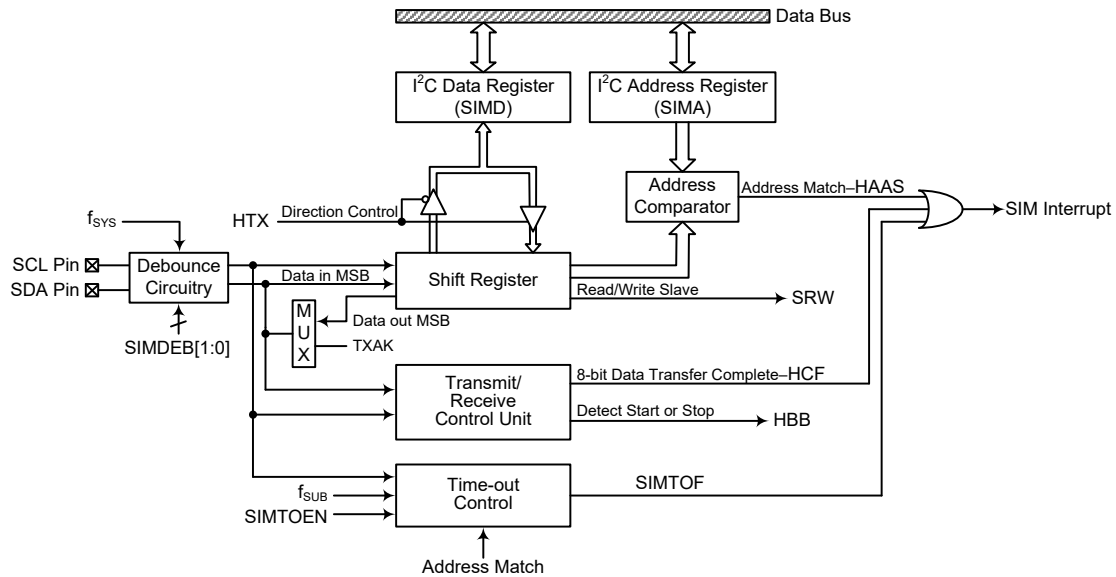 Data Bus
I²C Data Register
(SIMD)
I²C Address Register
(SIMA)
Address
Comparator
Address Match–HAAS
SIM Interrupt
HTX
Direction Control
fSYS
SCL Pin
SDA Pin
Debounce
Circuitry
SIMDEB[1:0]
Data in MSB
Shift Register
Read/Write Slave
SRW
M
U
X
Data out MSB
TXAK
Transmit/
Receive
Control Unit
8-bit Data Transfer Complete–HCF
Detect Start or Stop
HBB
Time-out
Control
SIMTOF
fSUB
SIMTOEN
Address Match